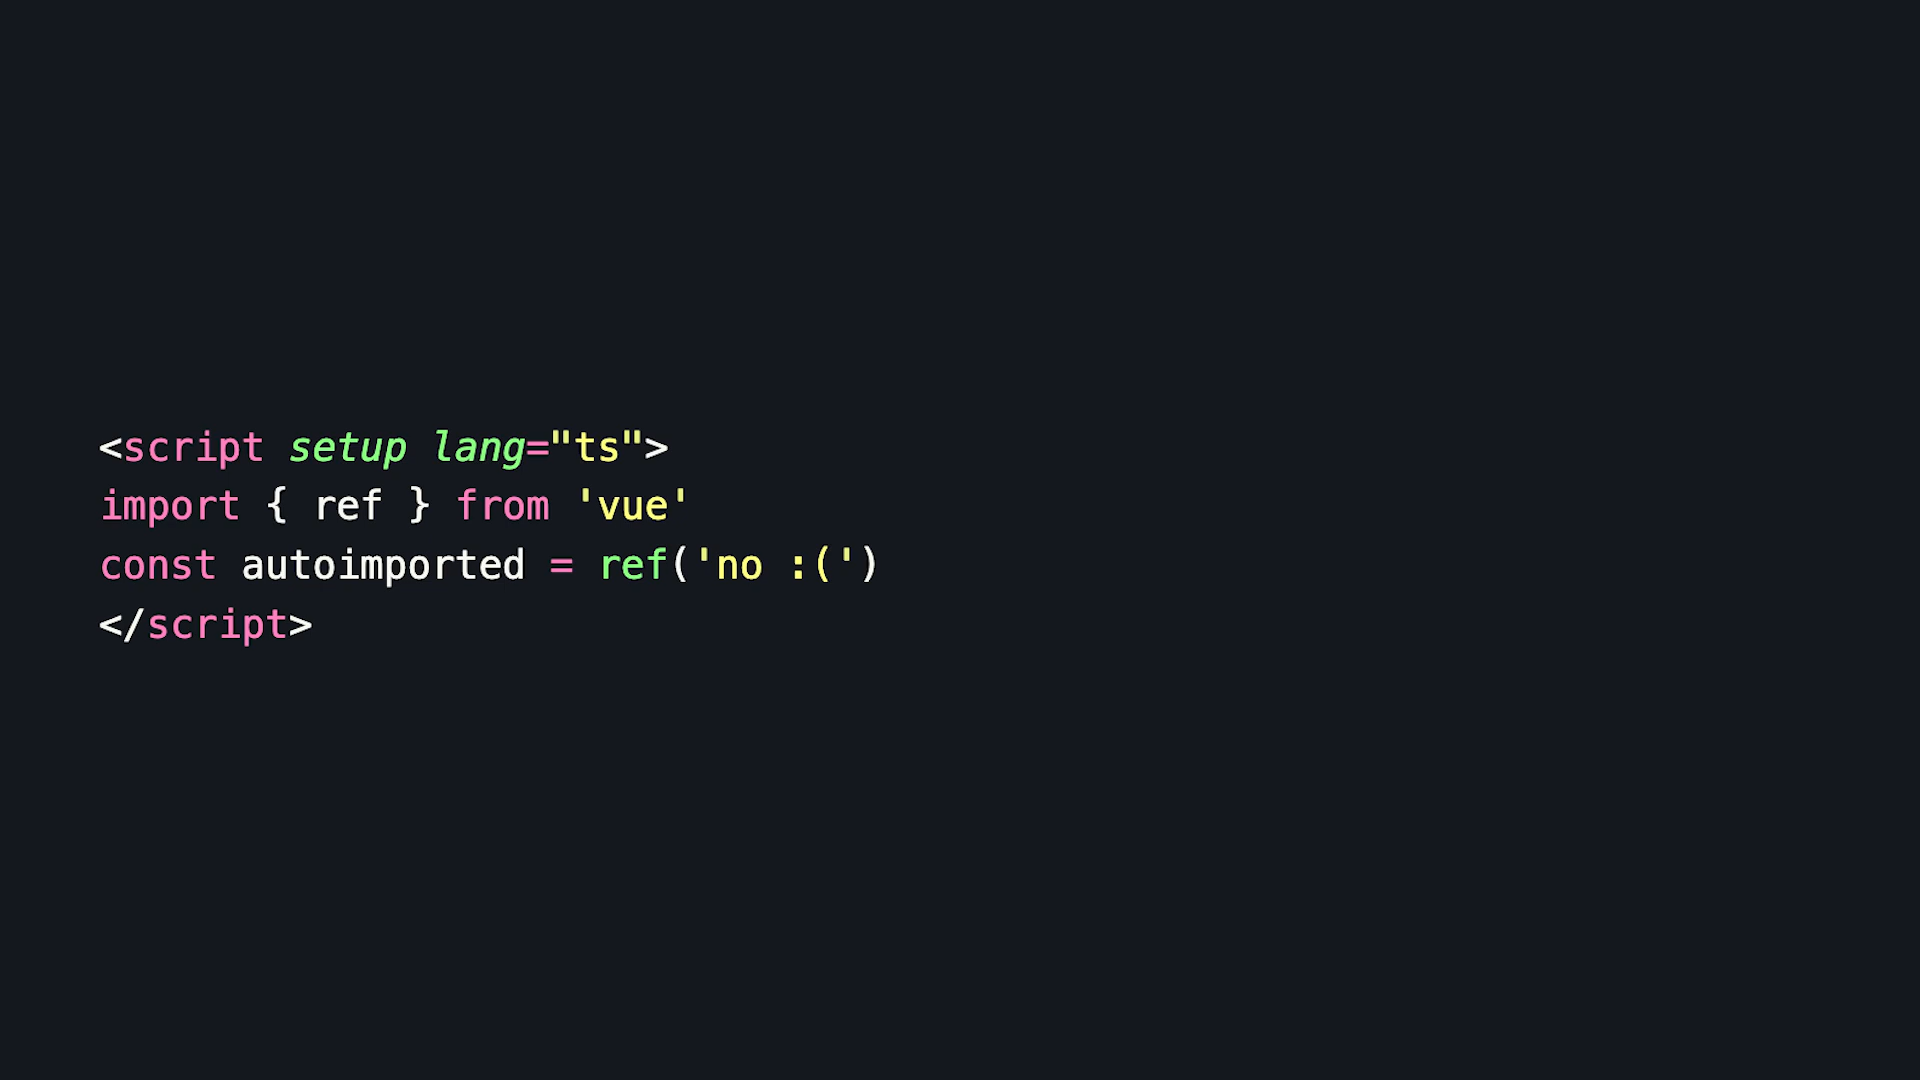 <script setup lang="ts">
import { ref } from 'vue'
const autoimported = ref('no :(')
</script>